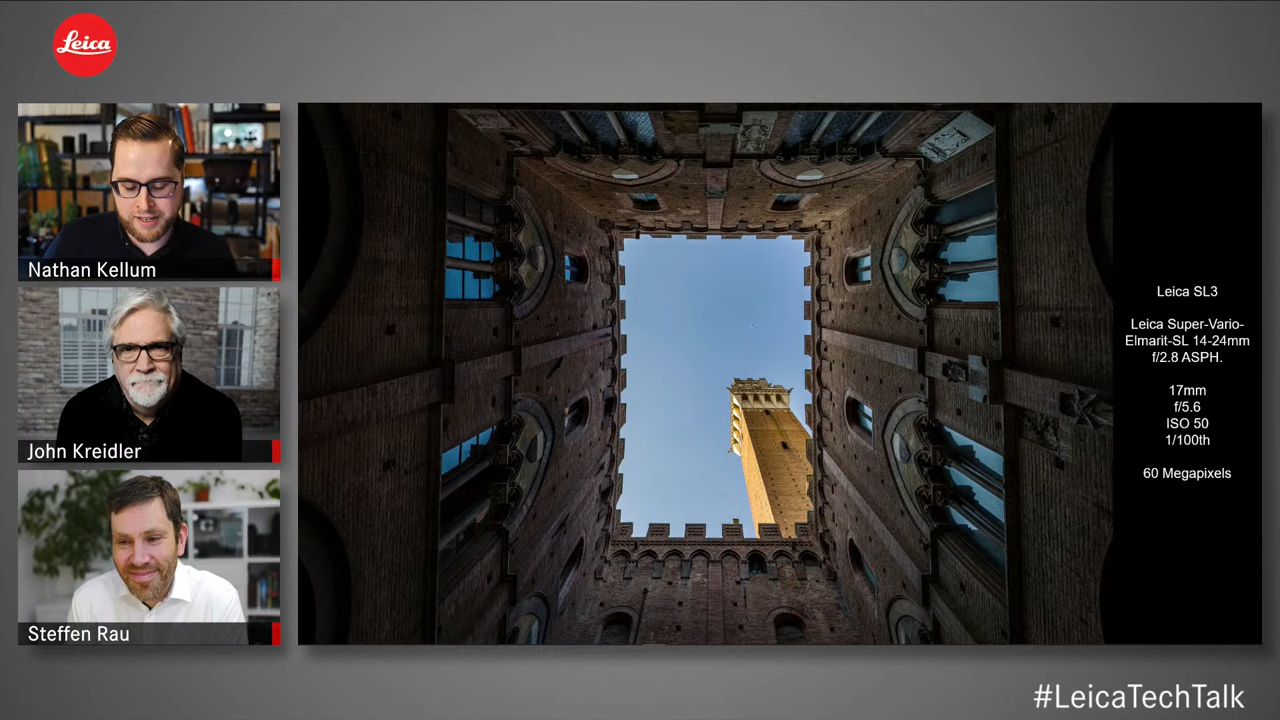 Leica
Nathan Kellum
John Kreidler
Steffen Rau
Leica SL3
Leica Super-Vario-
Elmarit-SL 14-24mm
f/2.8 ASPH.
17mm
f/5.6
ISO 50
1/100th
60 Megapixels
#LeicaTechTalk